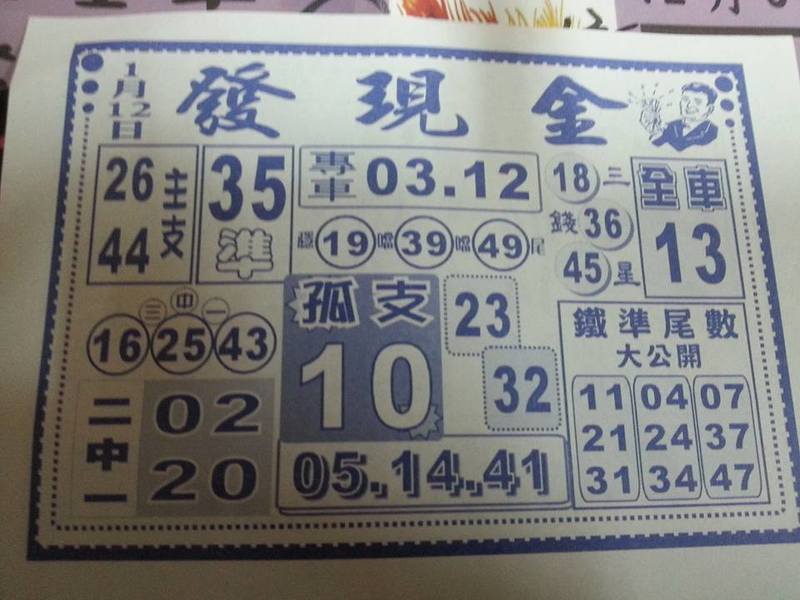 1月12日
發現金
26
44
主支
35
準
專車
03.12
18
36
45
三
錢
星
全車
13
19
39
49
尾
三中一
16
25
43
孤支
10
23
32
鐵準尾數
大公開
11 04 07
21 24 37
31 34 47
二中一
02
20
05.14.41